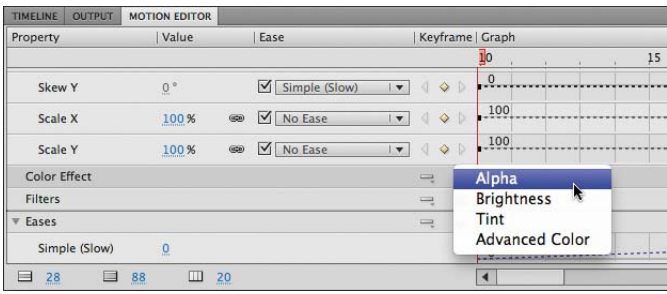 TIMELINE OUTPUT MOTION EDITOR
Property Value Ease Keyframe Graph
10 15
Skew Y 0 ° Simple (Slow) 0
Scale X 100 % No Ease 100
Scale Y 100 % No Ease 100
Color Effect
Alpha
Filters
Brightness
Eases
Tint
Simple (Slow) 0
Advanced Color
28 88 20